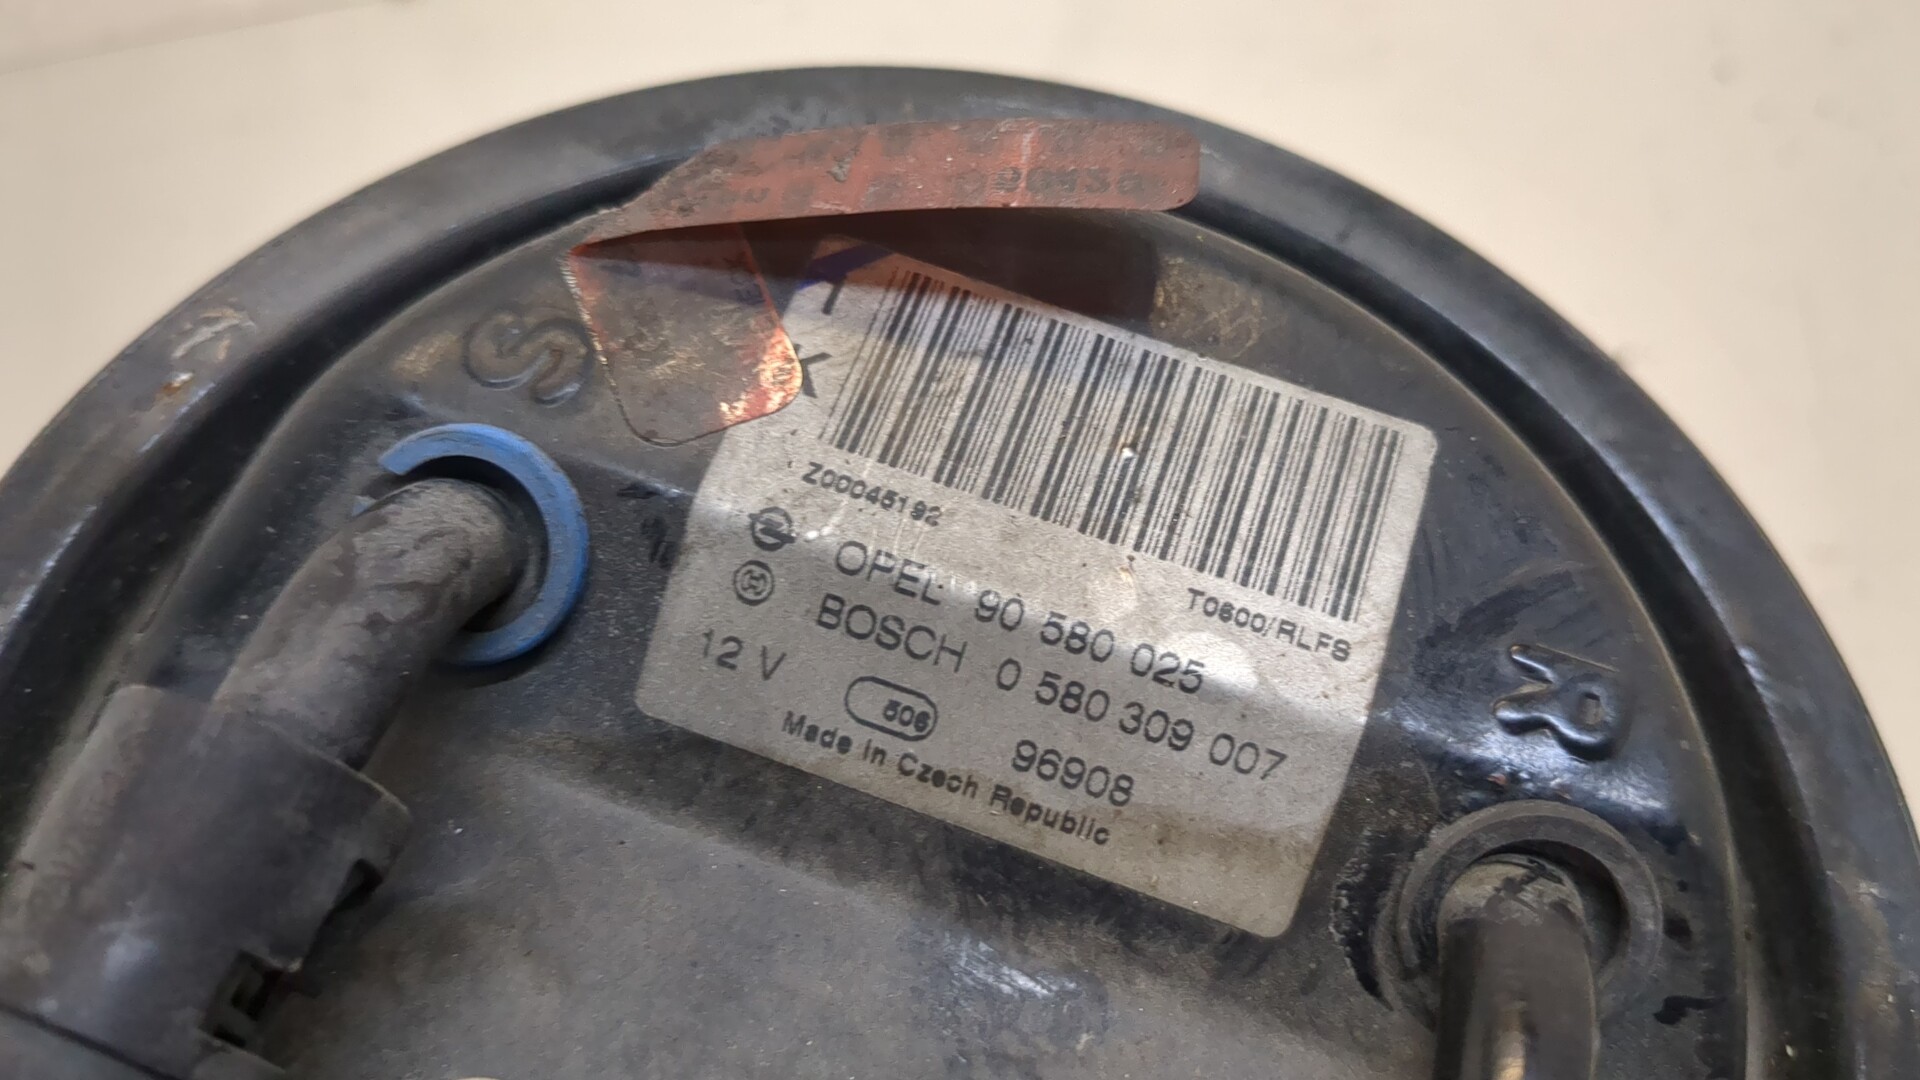 S
K
Z00045192
T0600/RLFS
OPEL 90 580 025
BOSCH 0 580 309 007
12 V
506
96908
Made in Czech Republic
R